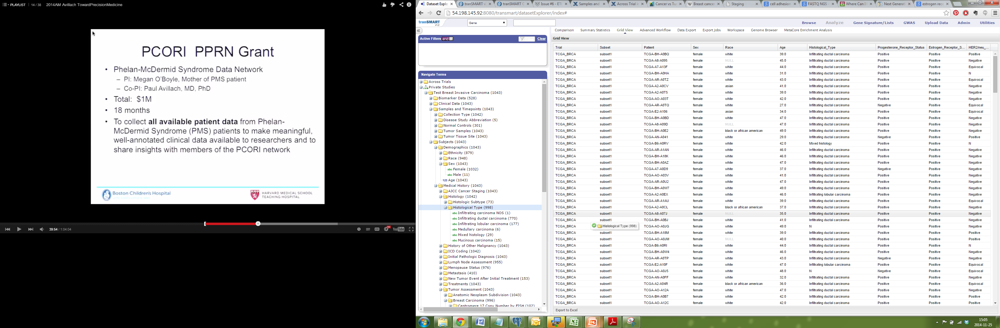 PLAYLIST 14 / 38 2014AM Avillach TowardPrecisionMedicine
PCORI PPRN Grant
• Phelan-McDermid Syndrome Data Network
– PI: Megan O'Boyle, Mother of PMS patient
– Co-PI: Paul Avillach, MD, PhD
• Total: $1M
• 18 months
• To collect all available patient data from Phelan-
McDermid Syndrome (PMS) patients to make meaningful,
well-annotated clinical data available to researchers and to
share insights with members of the PCORI network
Boston Children's Hospital
HARVARD MEDICAL SCHOOL
TEACHING HOSPITAL
39:54 / 1:04:04
CC HD YouTube
Dataset Explo tranSMART v tranSMART C Issue #6 - ET Samples and Across Trial i Cancer vs Tu Breast cancer Staging cell adhesion FASTQ NGS - Where Can I Next Generat estrogen rec
54.198.145.92:8080/transmart/datasetExplorer/index#
tranSMART v1.2 Gene Browse Analyze Gene Signature/Lists GWAS Upload Data Admin Utilities
Comparison Summary Statistics Grid View Advanced Workflow Data Export Export Jobs Workspace Genome Browser MetaCore Enrichment Analysis
Active Filters and Clear
Navigate Terms
Across Trials
Private Studies
Test Breast Invasive Carcinoma (1043)
Biomarker Data (528)
Clinical Data (1043)
Samples and Timepoints (1043)
Collection Type (1042)
Disease Study Abbreviation (5)
Normal Controls (301)
Tumor Samples (1043)
Tumor Tissue Site (1043)
Subjects (1043)
Demographics (1043)
Ethnicity (879)
Race (948)
Sex (1043)
abc Female (1032)
abc Male (11)
123 Age (1043)
Medical History (1043)
AJCC Cancer Staging (1043)
Histology (1042)
Histologic Subtype (73)
Histological Type (998)
abc Infiltrating carcinoma NOS (1)
abc Infiltrating ductal carcinoma (770)
abc Infiltrating lobular carcinoma (177)
abc Medullary carcinoma (6)
abc Mixed histology (29)
abc Mucinous carcinoma (15)
History of Other Malignancy (1043)
ICD Coding (1042)
Initial Pathologic Diagnosis (1043)
Lymph Node Assessment (955)
Menopause Status (976)
Metastasis (410)
New Tumor Event After Initial Treatment (153)
Treatments (1043)
Tumor Assessment (1043)
Anatomic Neoplasm Subdivision (1043)
Breast Carcinoma (996)
Centromere 17 Copy Number by FISH (102)
Grid View
Trial Subset Patient Sex Race Age Histological_Type Progesterone_Receptor_Status Estrogen_Receptor_S... HER2/neu_...
TCGA_BRCA subset1 TCGA-BH-A0BQ female white 39.0 Infiltrating ductal carcinoma Positive Positive Positive
TCGA_BRCA subset1 TCGA-A8-A095 female NULL 45.0 Infiltrating ductal carcinoma Positive Positive Negative
TCGA_BRCA subset1 TCGA-A7-A13F female white 44.0 Infiltrating ductal carcinoma Positive Positive Equivocal
TCGA_BRCA subset1 TCGA-BH-A0HA female white 31.0 Infiltrating ductal carcinoma Positive Positive N
TCGA_BRCA subset1 TCGA-AR-A0TZ female white 43.0 Infiltrating ductal carcinoma Positive Positive Equivocal
TCGA_BRCA subset1 TCGA-A2-A0CV female asian 41.0 Infiltrating ductal carcinoma Positive Positive Negative
TCGA_BRCA subset1 TCGA-A2-A0T5 female white 39.0 Infiltrating ductal carcinoma Positive Positive Negative
TCGA_BRCA subset1 TCGA-AO-A03T female white 42.0 Infiltrating ductal carcinoma Positive Positive Negative
TCGA_BRCA subset1 TCGA-AR-A0TQ female white 27.0 Infiltrating ductal carcinoma Negative Positive Equivocal
TCGA_BRCA subset1 TCGA-E2-A106 female asian 34.0 Infiltrating ductal carcinoma Positive Positive Equivocal
TCGA_BRCA subset1 TCGA-BH-A0BD female white 47.0 Infiltrating ductal carcinoma Positive Positive Negative
TCGA_BRCA subset1 TCGA-A8-A09D female NULL 47.0 Infiltrating ductal carcinoma Positive Positive Negative
TCGA_BRCA subset1 TCGA-BH-A0E2 female black or african american 49.0 Infiltrating ductal carcinoma Positive Positive Negative
TCGA_BRCA subset1 TCGA-AN-A041 female white 29.0 Infiltrating ductal carcinoma Negative Positive Positive
TCGA_BRCA subset1 TCGA-B6-A0RV female white 42.0 Mixed histology Positive Positive N
TCGA_BRCA subset1 TCGA-AR-A1AN female white 46.0 Infiltrating ductal carcinoma Positive Positive Negative
TCGA_BRCA subset1 TCGA-BH-A18K female white 46.0 Infiltrating ductal carcinoma Positive Positive Negative
TCGA_BRCA subset1 TCGA-BH-A0AZ female white 47.0 Infiltrating ductal carcinoma Positive Positive Negative
TCGA_BRCA subset1 TCGA-A7-A0D9 female white 37.0 Infiltrating ductal carcinoma Negative Positive Negative
TCGA_BRCA subset1 TCGA-AO-A03V female white 41.0 Infiltrating ductal carcinoma Positive Positive Negative
TCGA_BRCA subset1 TCGA-AR-A0U2 female white 47.0 Infiltrating ductal carcinoma Positive Positive Negative
TCGA_BRCA subset1 TCGA-BH-A0W7 female white 49.0 Infiltrating ductal carcinoma Positive Positive Negative
TCGA_BRCA subset1 TCGA-A2-A0EX female white 46.0 Infiltrating lobular carcinoma Positive Positive Negative
TCGA_BRCA subset1 TCGA-AR-A1AU female white 39.0 Infiltrating ductal carcinoma Positive Positive Equivocal
TCGA_BRCA subset1 TCGA-A2-A0CL female black or african american 37.0 Infiltrating ductal carcinoma Positive Positive Negative
TCGA_BRCA subset1 TCGA-A8-A07J female NULL 35.0 Infiltrating ductal carcinoma Positive Positive Negative
TCGA_BRCA subset1 TCGA-BH-A0BJ female white 41.0 Infiltrating ductal carcinoma Positive Positive Negative
TCGA_BRCA Histological Type (998) TCGA-AO-A0JG female white 49.0 N Positive Positive Negative
TCGA_BRCA subset1 TCGA-BH-A18M female white 39.0 Infiltrating ductal carcinoma Positive Positive Positive
TCGA_BRCA subset1 TCGA-AO-A0JM female NULL 40.0 Infiltrating ductal carcinoma Positive Positive Positive
TCGA_BRCA subset1 TCGA-B6-A0RI female white 44.0 Infiltrating ductal carcinoma Positive Positive N
TCGA_BRCA subset1 TCGA-BH-A0W4 female white 46.0 Infiltrating ductal carcinoma Positive Positive Negative
TCGA_BRCA subset1 TCGA-AR-A0TP female white 43.0 Infiltrating ductal carcinoma Negative Positive Negative
TCGA_BRCA subset1 TCGA-E2-A10F female white 47.0 Infiltrating lobular carcinoma Positive Positive Equivocal
TCGA_BRCA subset1 TCGA-AO-A0J5 female white 48.0 N Negative Positive Equivocal
TCGA_BRCA subset1 TCGA-AN-A0FF female white 32.0 Infiltrating ductal carcinoma Positive Positive Negative
TCGA_BRCA subset1 TCGA-A2-A04R female black or african american 36.0 Infiltrating ductal carcinoma Positive Positive Equivocal
TCGA_BRCA subset1 TCGA-AO-A12A female white 47.0 Infiltrating ductal carcinoma Positive Positive Negative
TCGA_BRCA subset1 TCGA-BH-A0B7 female white 42.0 Infiltrating ductal carcinoma Positive Positive Positive
TCGA_BRCA subset1 TCGA-AO-A12C female white 42.0 Infiltrating ductal carcinoma Positive Positive Positive
Export to Excel
15:05
2014-11-25